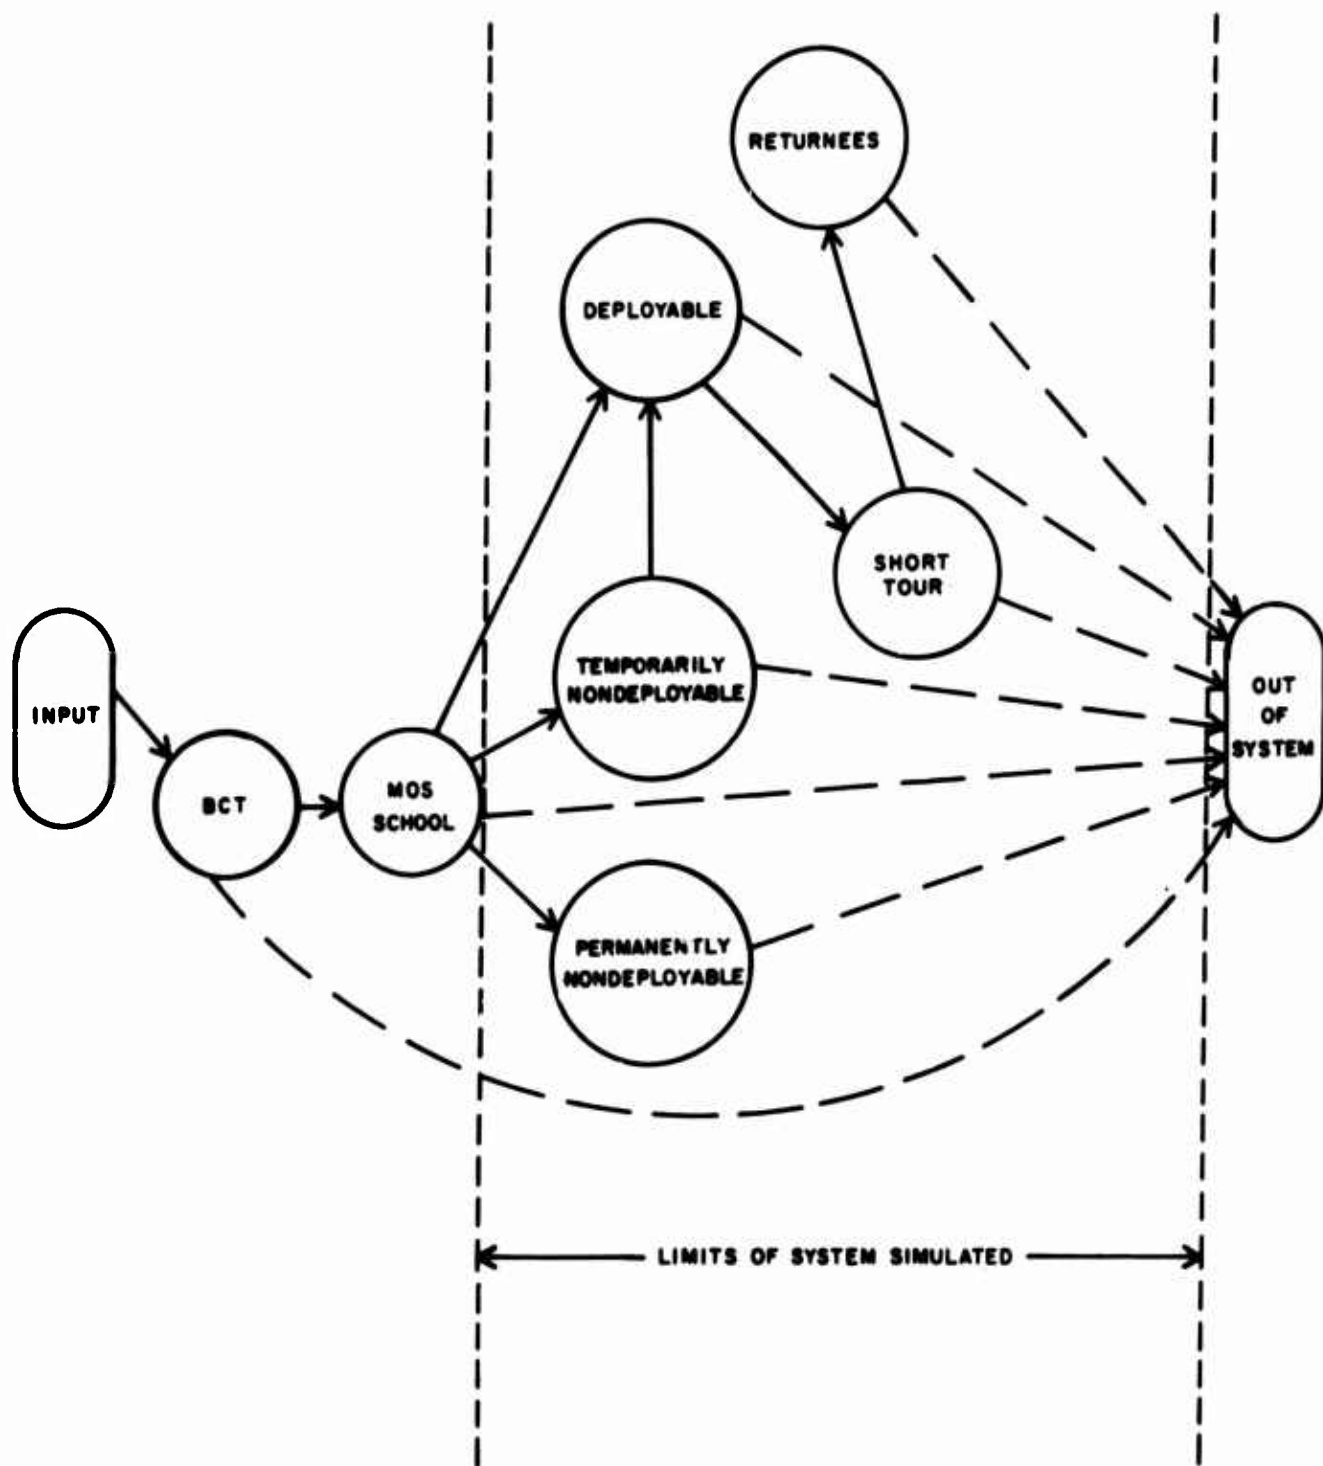 RETURNEES
DEPLOYABLE
SHORT
TOUR
TEMPORARILY
NONDEPLOYABLE
INPUT
OUT
OF
SYSTEM
BCT
MOS
SCHOOL
PERMANENTLY
NONDEPLOYABLE
LIMITS OF SYSTEM SIMULATED